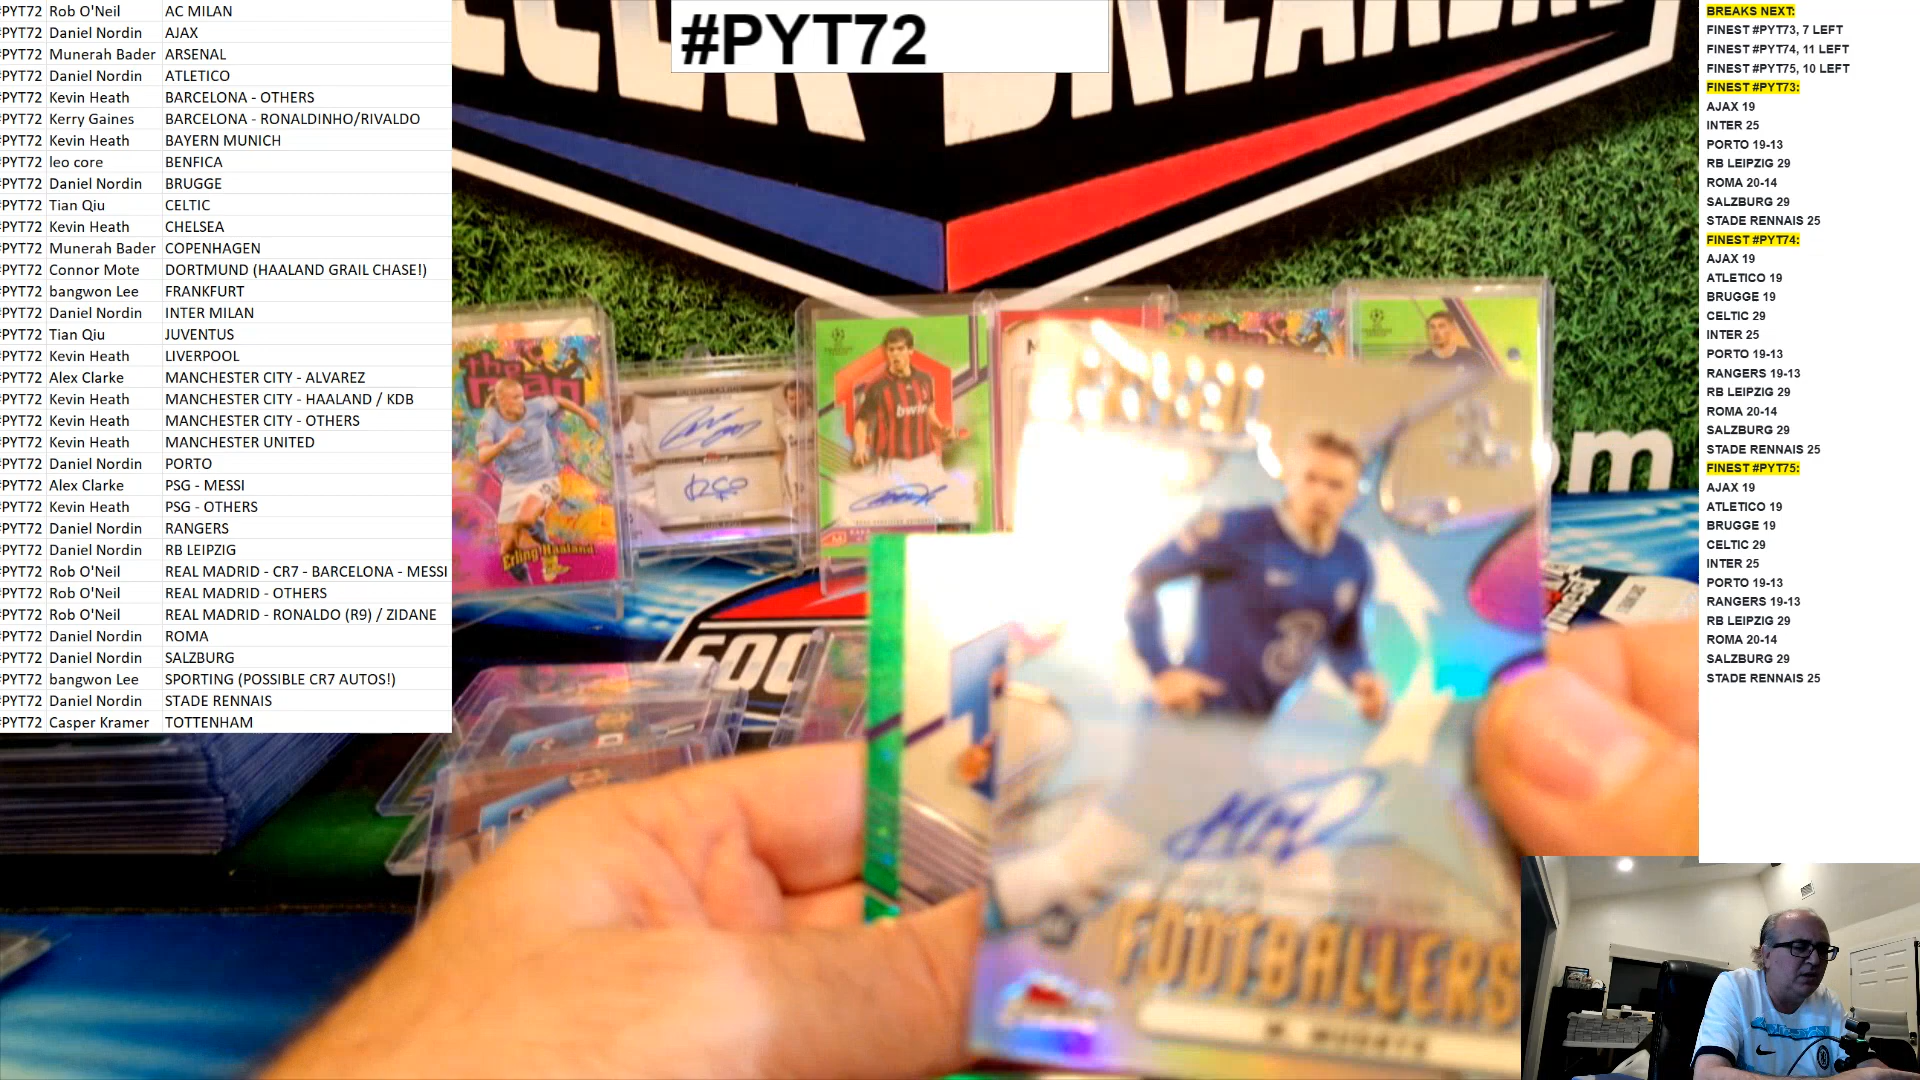 #PYT72 Rob O'Neil AC MILAN
#PYT72 Daniel Nordin AJAX
#PYT72 Munerah Bader ARSENAL
#PYT72 Daniel Nordin ATLETICO
#PYT72 Kevin Heath BARCELONA - OTHERS
#PYT72 Kerry Gaines BARCELONA - RONALDINHO/RIVALDO
#PYT72 Kevin Heath BAYERN MUNICH
#PYT72 leo core BENFICA
#PYT72 Daniel Nordin BRUGGE
#PYT72 Tian Qiu CELTIC
#PYT72 Kevin Heath CHELSEA
#PYT72 Munerah Bader COPENHAGEN
#PYT72 Connor Mote DORTMUND (HAALAND GRAIL CHASE!)
#PYT72 bangwon Lee FRANKFURT
#PYT72 Daniel Nordin INTER MILAN
#PYT72 Tian Qiu JUVENTUS
#PYT72 Kevin Heath LIVERPOOL
#PYT72 Alex Clarke MANCHESTER CITY - ALVAREZ
#PYT72 Kevin Heath MANCHESTER CITY - HAALAND / KDB
#PYT72 Kevin Heath MANCHESTER CITY - OTHERS
#PYT72 Kevin Heath MANCHESTER UNITED
#PYT72 Daniel Nordin PORTO
#PYT72 Alex Clarke PSG - MESSI
#PYT72 Kevin Heath PSG - OTHERS
#PYT72 Daniel Nordin RANGERS
#PYT72 Daniel Nordin RB LEIPZIG
#PYT72 Rob O'Neil REAL MADRID - CR7 - BARCELONA - MESSI
#PYT72 Rob O'Neil REAL MADRID - OTHERS
#PYT72 Rob O'Neil REAL MADRID - RONALDO (R9) / ZIDANE
#PYT72 Daniel Nordin ROMA
#PYT72 Daniel Nordin SALZBURG
#PYT72 bangwon Lee SPORTING (POSSIBLE CR7 AUTOS!)
#PYT72 Daniel Nordin STADE RENNAIS
#PYT72 Casper Kramer TOTTENHAM
#PYT72
the man
Erling Haaland
bwin
FOOTBALLERS
BREAKS NEXT:
FINEST #PYT73, 7 LEFT
FINEST #PYT74, 11 LEFT
FINEST #PYT75, 10 LEFT
FINEST #PYT73:
AJAX 19
INTER 25
PORTO 19-13
RB LEIPZIG 29
ROMA 20-14
SALZBURG 29
STADE RENNAIS 25
FINEST #PYT74:
AJAX 19
ATLETICO 19
BRUGGE 19
CELTIC 29
INTER 25
PORTO 19-13
RANGERS 19-13
RB LEIPZIG 29
ROMA 20-14
SALZBURG 29
STADE RENNAIS 25
FINEST #PYT75:
AJAX 19
ATLETICO 19
BRUGGE 19
CELTIC 29
INTER 25
PORTO 19-13
RANGERS 19-13
RB LEIPZIG 29
ROMA 20-14
SALZBURG 29
STADE RENNAIS 25